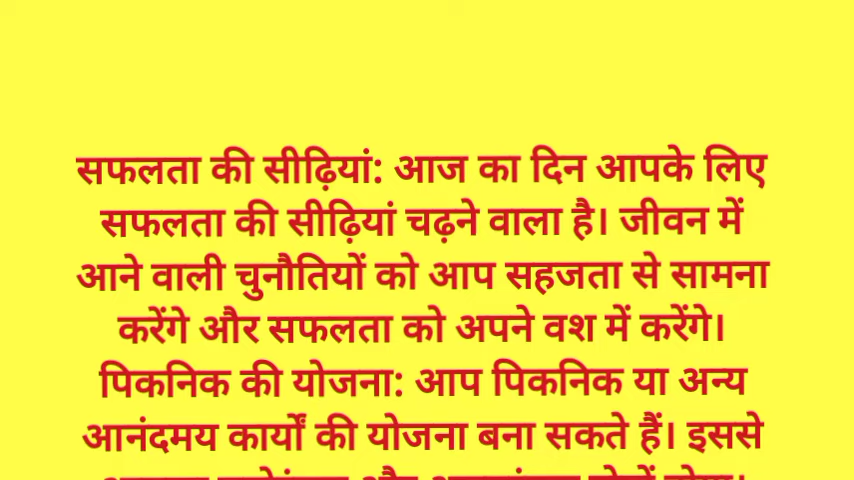 सफलता की सीढ़ियां: आज का दिन आपके लिए
सफलता की सीढ़ियां चढ़ने वाला है। जीवन में
आने वाली चुनौतियों को आप सहजता से सामना
करेंगे और सफलता को अपने वश में करेंगे।
पिकनिक की योजना: आप पिकनिक या अन्य
आनंदमय कार्यों की योजना बना सकते हैं। इससे